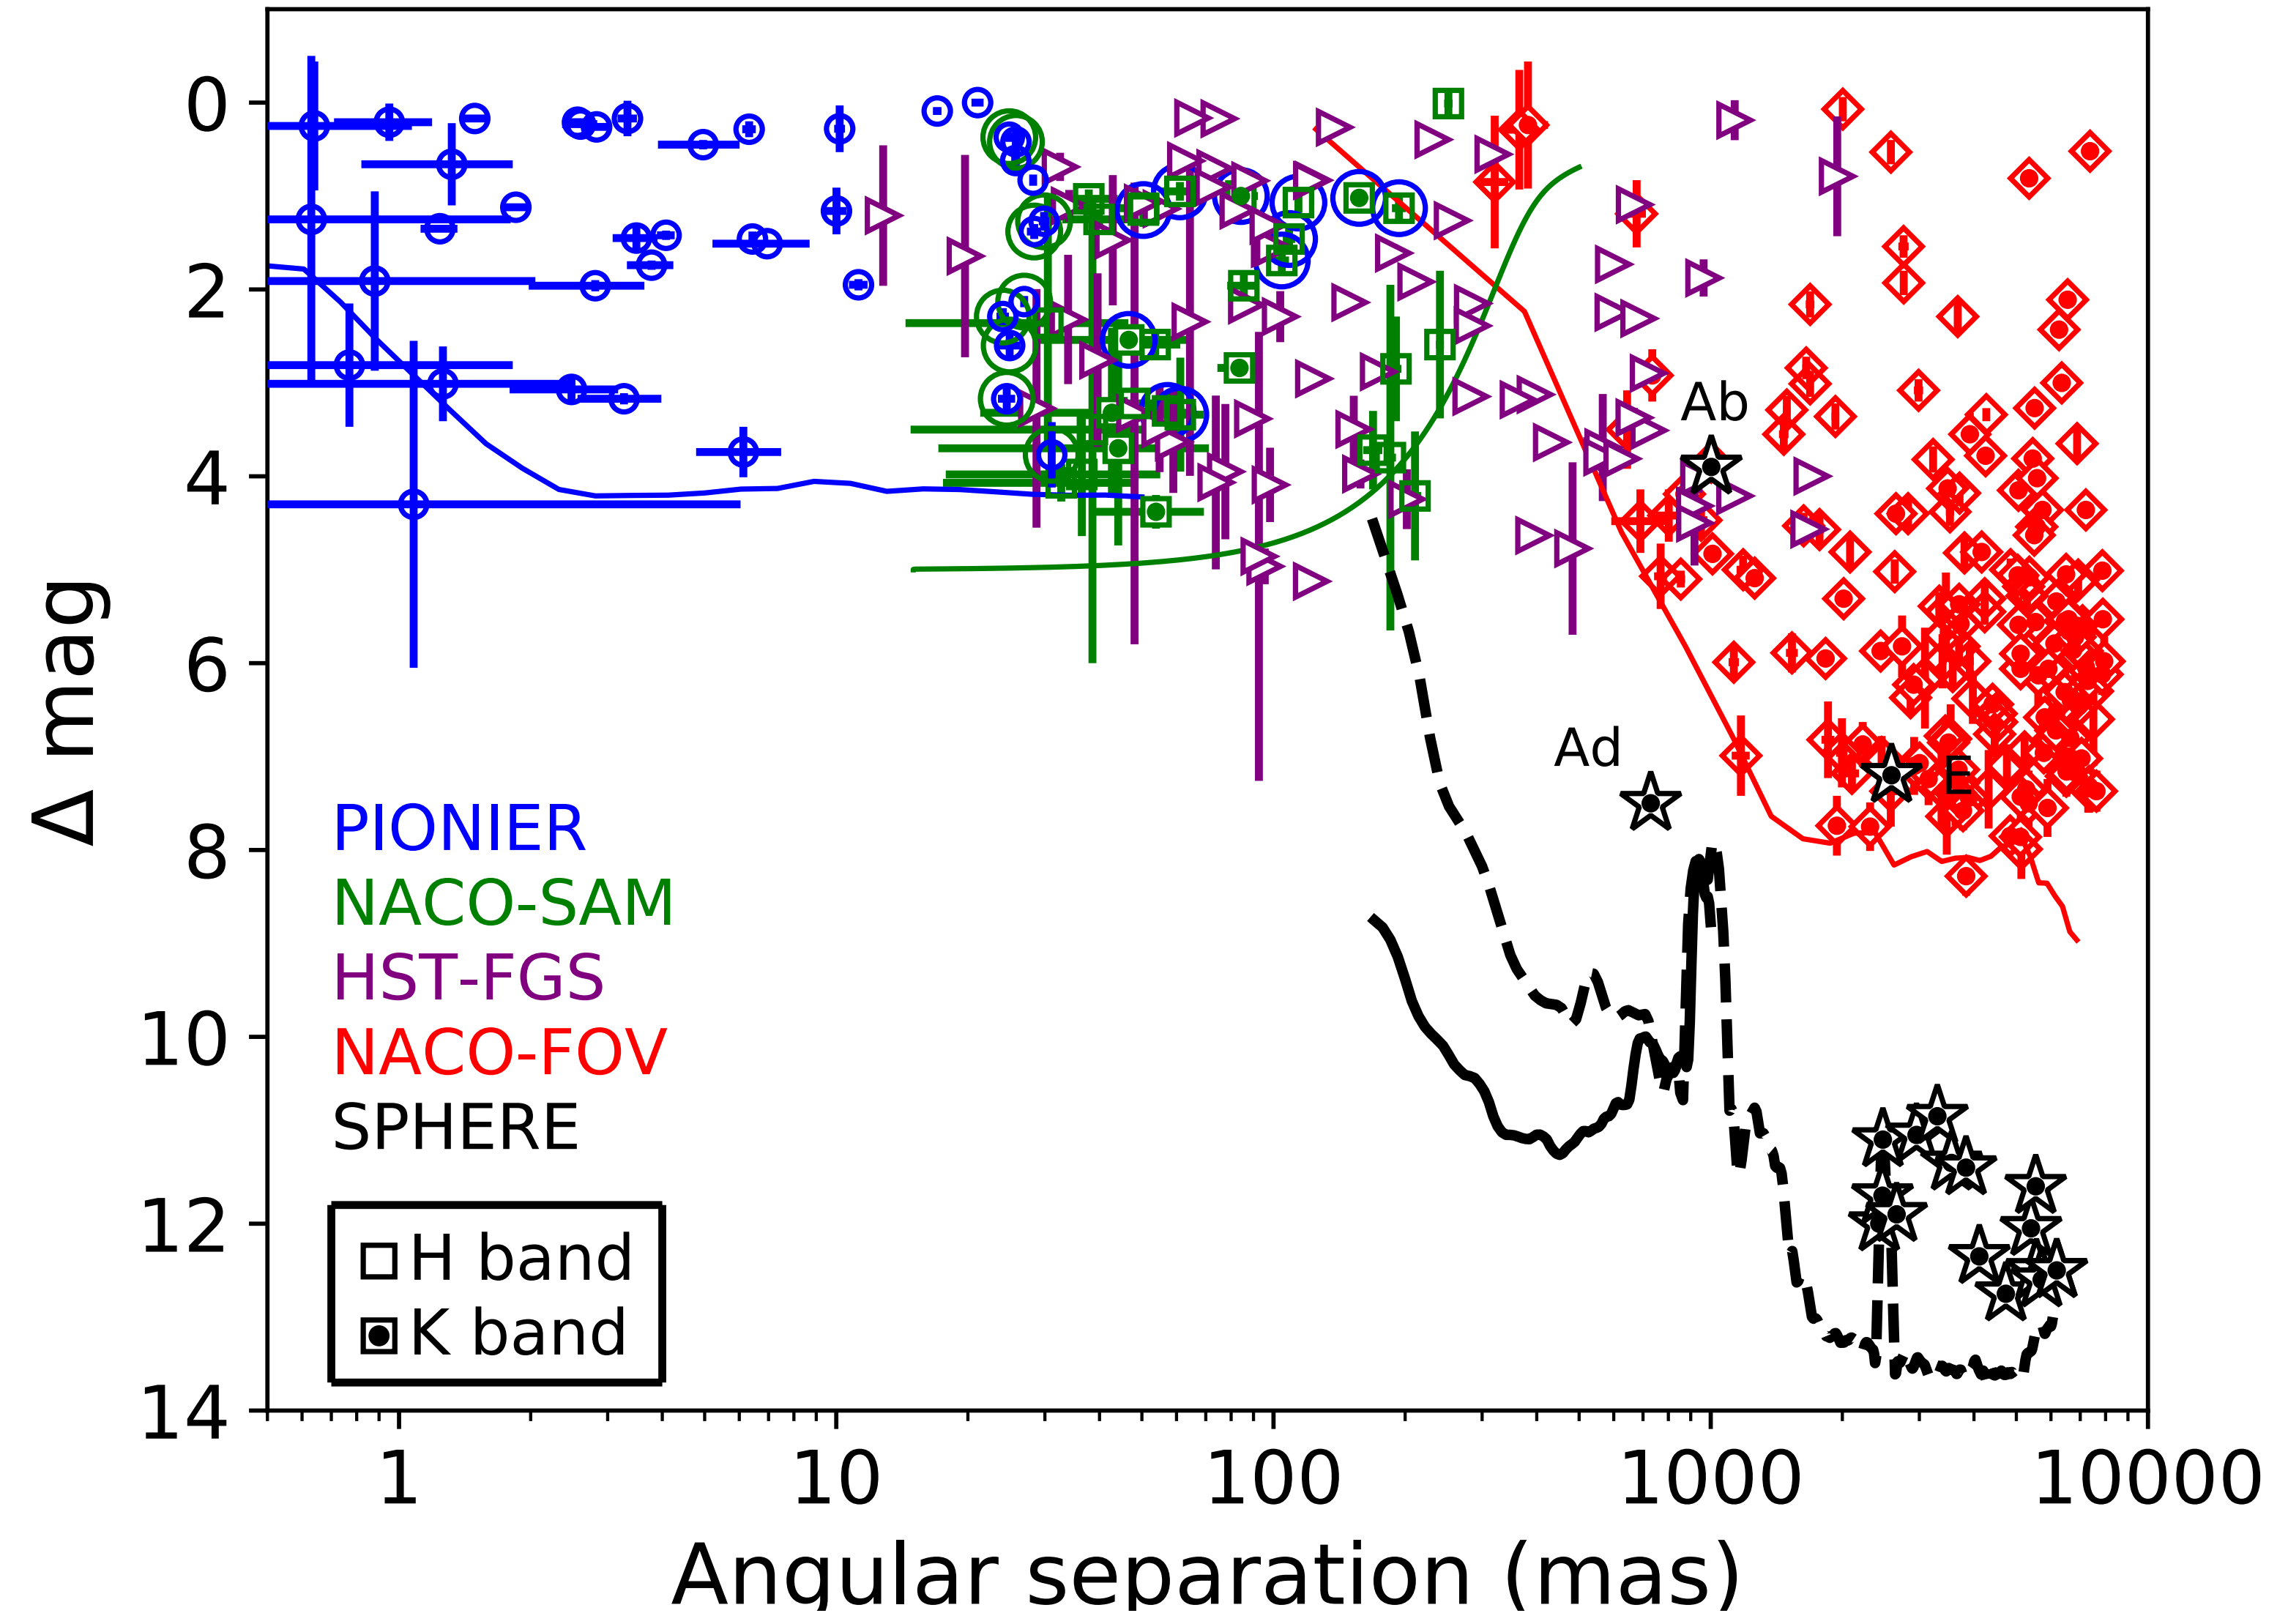 0
2
4
6
8
10
12
14
Δ mag
Ab
Ad
E
PIONIER
NACO-SAM
HST-FGS
NACO-FOV
SPHERE
H band
K band
1
10
100
1000
10000
Angular separation (mas)